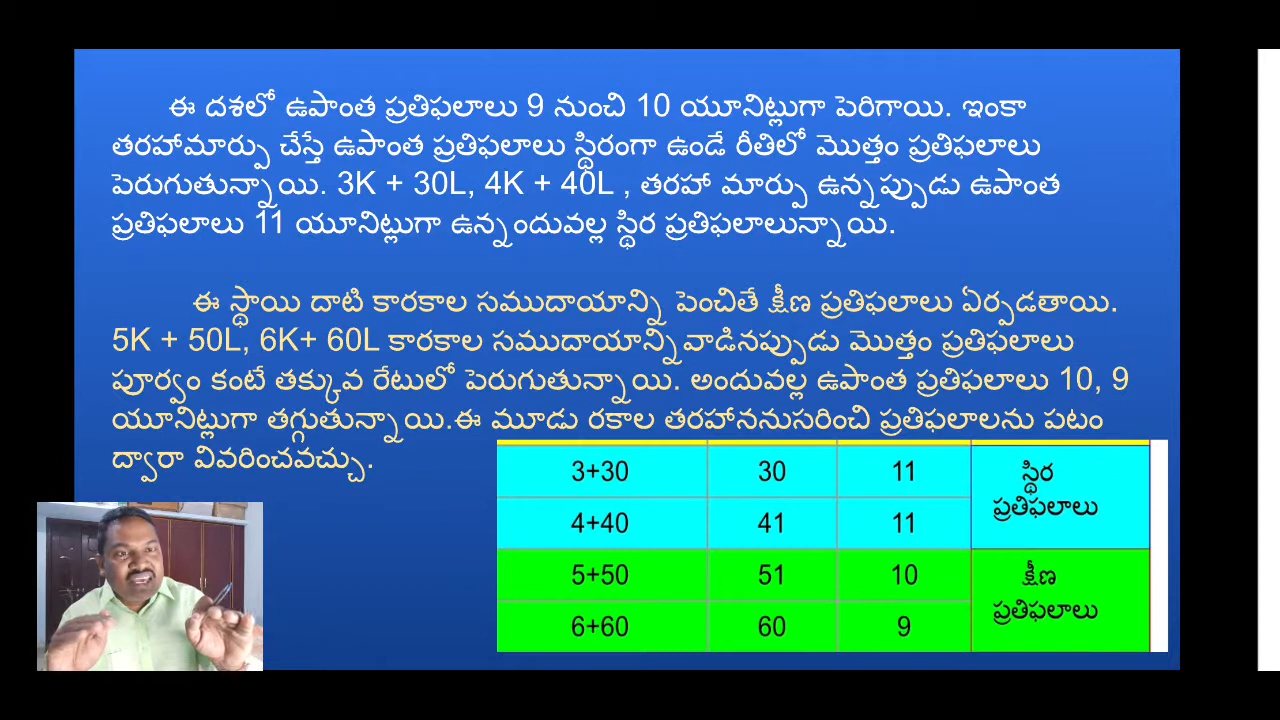 ఈ దశలో ఉపాంత ప్రతిఫలాలు 9 నుంచి 10 యూనిట్లుగా పెరిగాయి. ఇంకా
తరహామార్పు చేస్తే ఉపాంత ప్రతిఫలాలు స్థిరంగా ఉండే రీతిలో మొత్తం ప్రతిఫలాలు
పెరుగుతున్నాయి. 3K + 30L, 4K + 40L , తరహా మార్పు ఉన్నప్పుడు ఉపాంత
ప్రతిఫలాలు 11 యూనిట్లుగా ఉన్నందువల్ల స్థిర ప్రతిఫలాలున్నాయి.
ఈ స్థాయి దాటి కారకాల సముదాయాన్ని పెంచితే క్షీణ ప్రతిఫలాలు ఏర్పడతాయి.
5K + 50L, 6K+ 60L కారకాల సముదాయాన్ని వాడినప్పుడు మొత్తం ప్రతిఫలాలు
పూర్వం కంటే తక్కువ రేటులో పెరుగుతున్నాయి. అందువల్ల ఉపాంత ప్రతిఫలాలు 10, 9
యూనిట్లుగా తగ్గుతున్నాయి.ఈ మూడు రకాల తరహాననుసరించి ప్రతిఫలాలను పటం
ద్వారా వివరించవచ్చు.
3+30 30 11 స్థిర ప్రతిఫలాలు
4+40 41 11
5+50 51 10 క్షీణ ప్రతిఫలాలు
6+60 60 9